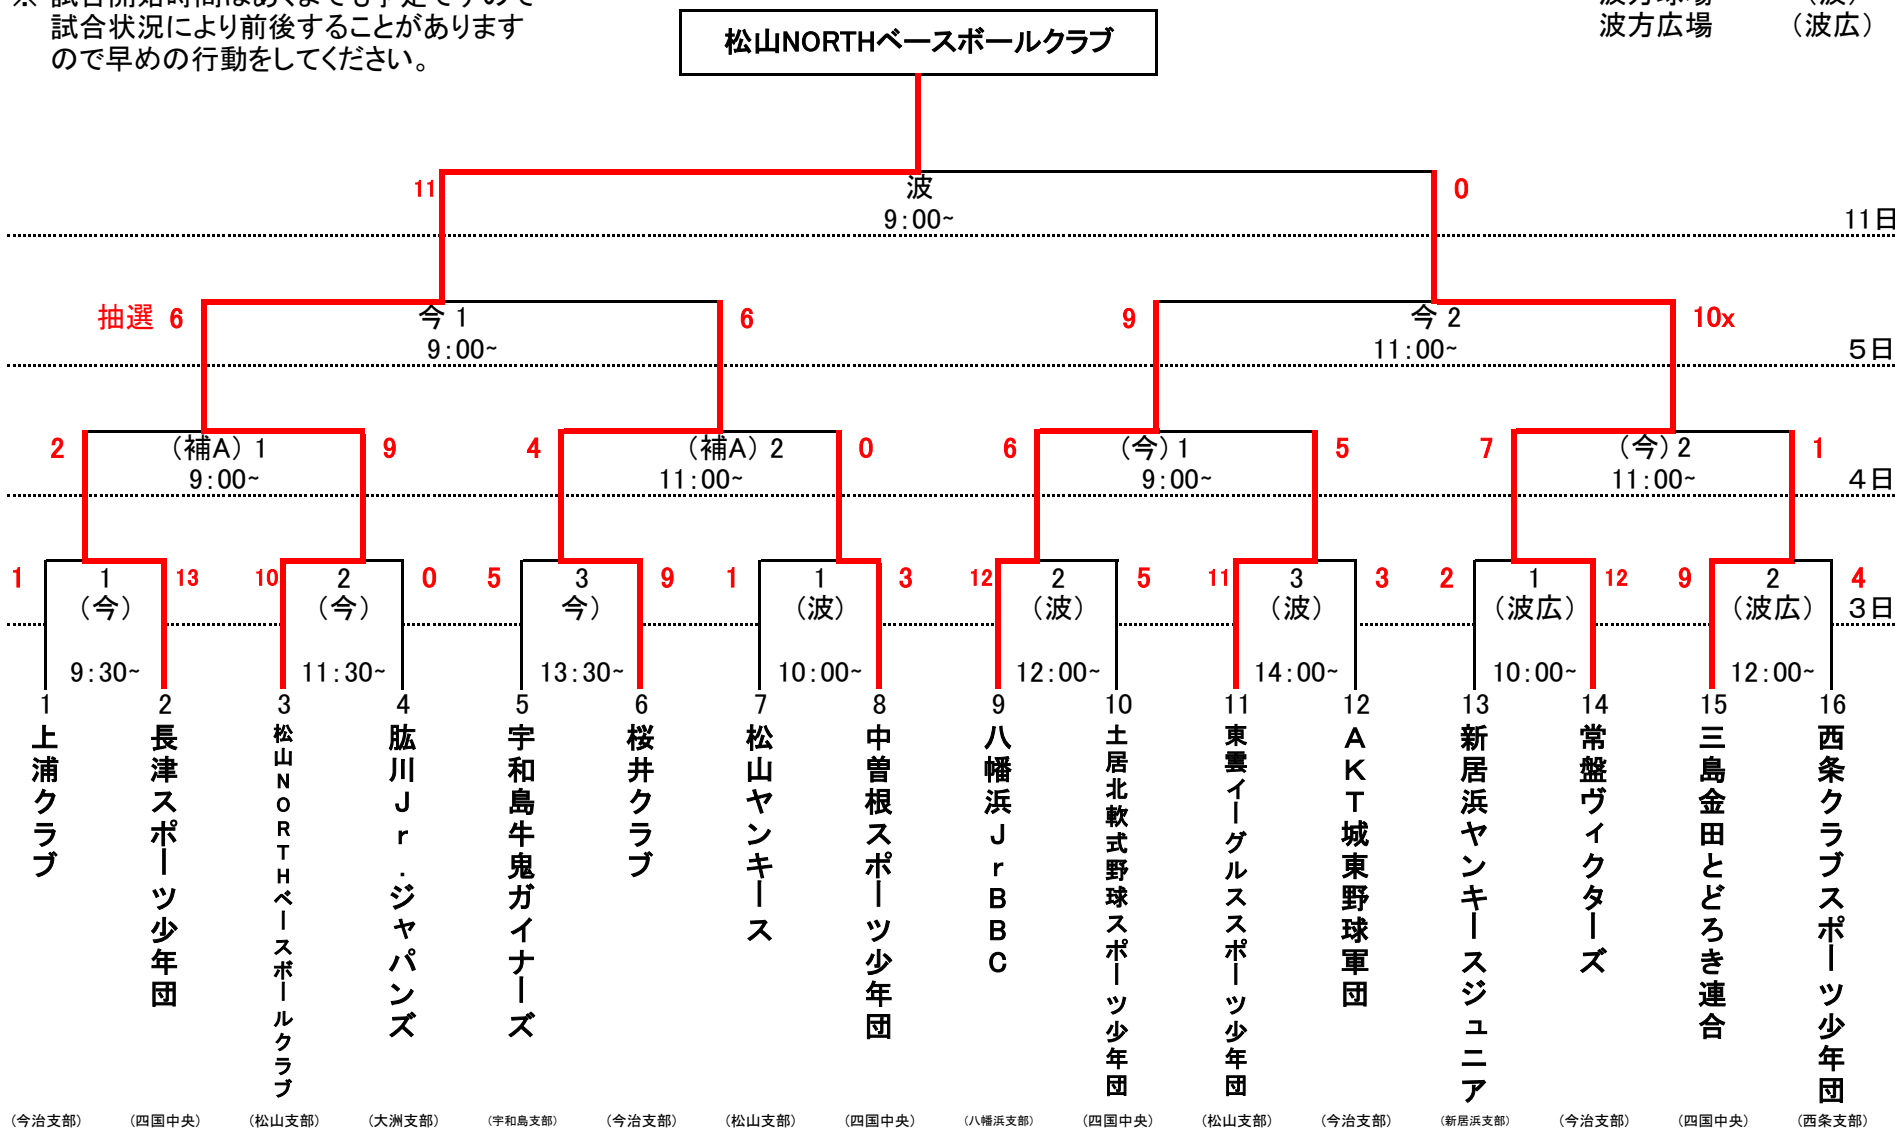 ※ 試合開始時間はあくまでも予定ですので
試合状況により前後することがあります
ので早めの行動をしてください。
松山NORTHベースボールクラブ
波方球場 （波）
波方広場 （波広）
11 波 0
9：00~
11日
抽選 6 今 1 6 9 今 2 10x
9：00~ 11：00~
5日
2 （補A）1 9 4 （補A）2 0 6 （今）1 5 7 （今）2 1
9：00~ 11：00~ 9：00~ 11：00~
4日
1 1 13 10 2 0 5 3 9 1 1 3 12 2 5 11 3 3 2 1 12 9 2 4
（今） （今） 今） （波） （波） （波） （波広） （波広） 3日
9：30~ 11：30~ 13：30~ 10：00~ 12：00~ 14：00~ 10：00~ 12：00~
1 2 3 4 5 6 7 8 9 10 11 12 13 14 15 16
上浦クラブ
長津スポーツ少年団
松山NORTHベースボールクラブ
肱川Jr.ジャパンズ
宇和島牛鬼ガイナーズ
桜井クラブ
松山ヤンキース
中曽根スポーツ少年団
八幡浜JrBBC
土居北軟式野球スポーツ少年団
東雲イーグルススポーツ少年団
AKT城東野球軍団
新居浜ヤンキースジュニア
常盤ヴィクターズ
三島金田とどろき連合
西条クラブスポーツ少年団
（今治支部） （四国中央） （松山支部） （大洲支部） （宇和島支部） （今治支部） （松山支部） （四国中央） （八幡浜支部） （四国中央） （松山支部） （今治支部） （新居浜支部） （今治支部） （四国中央） （西条支部）